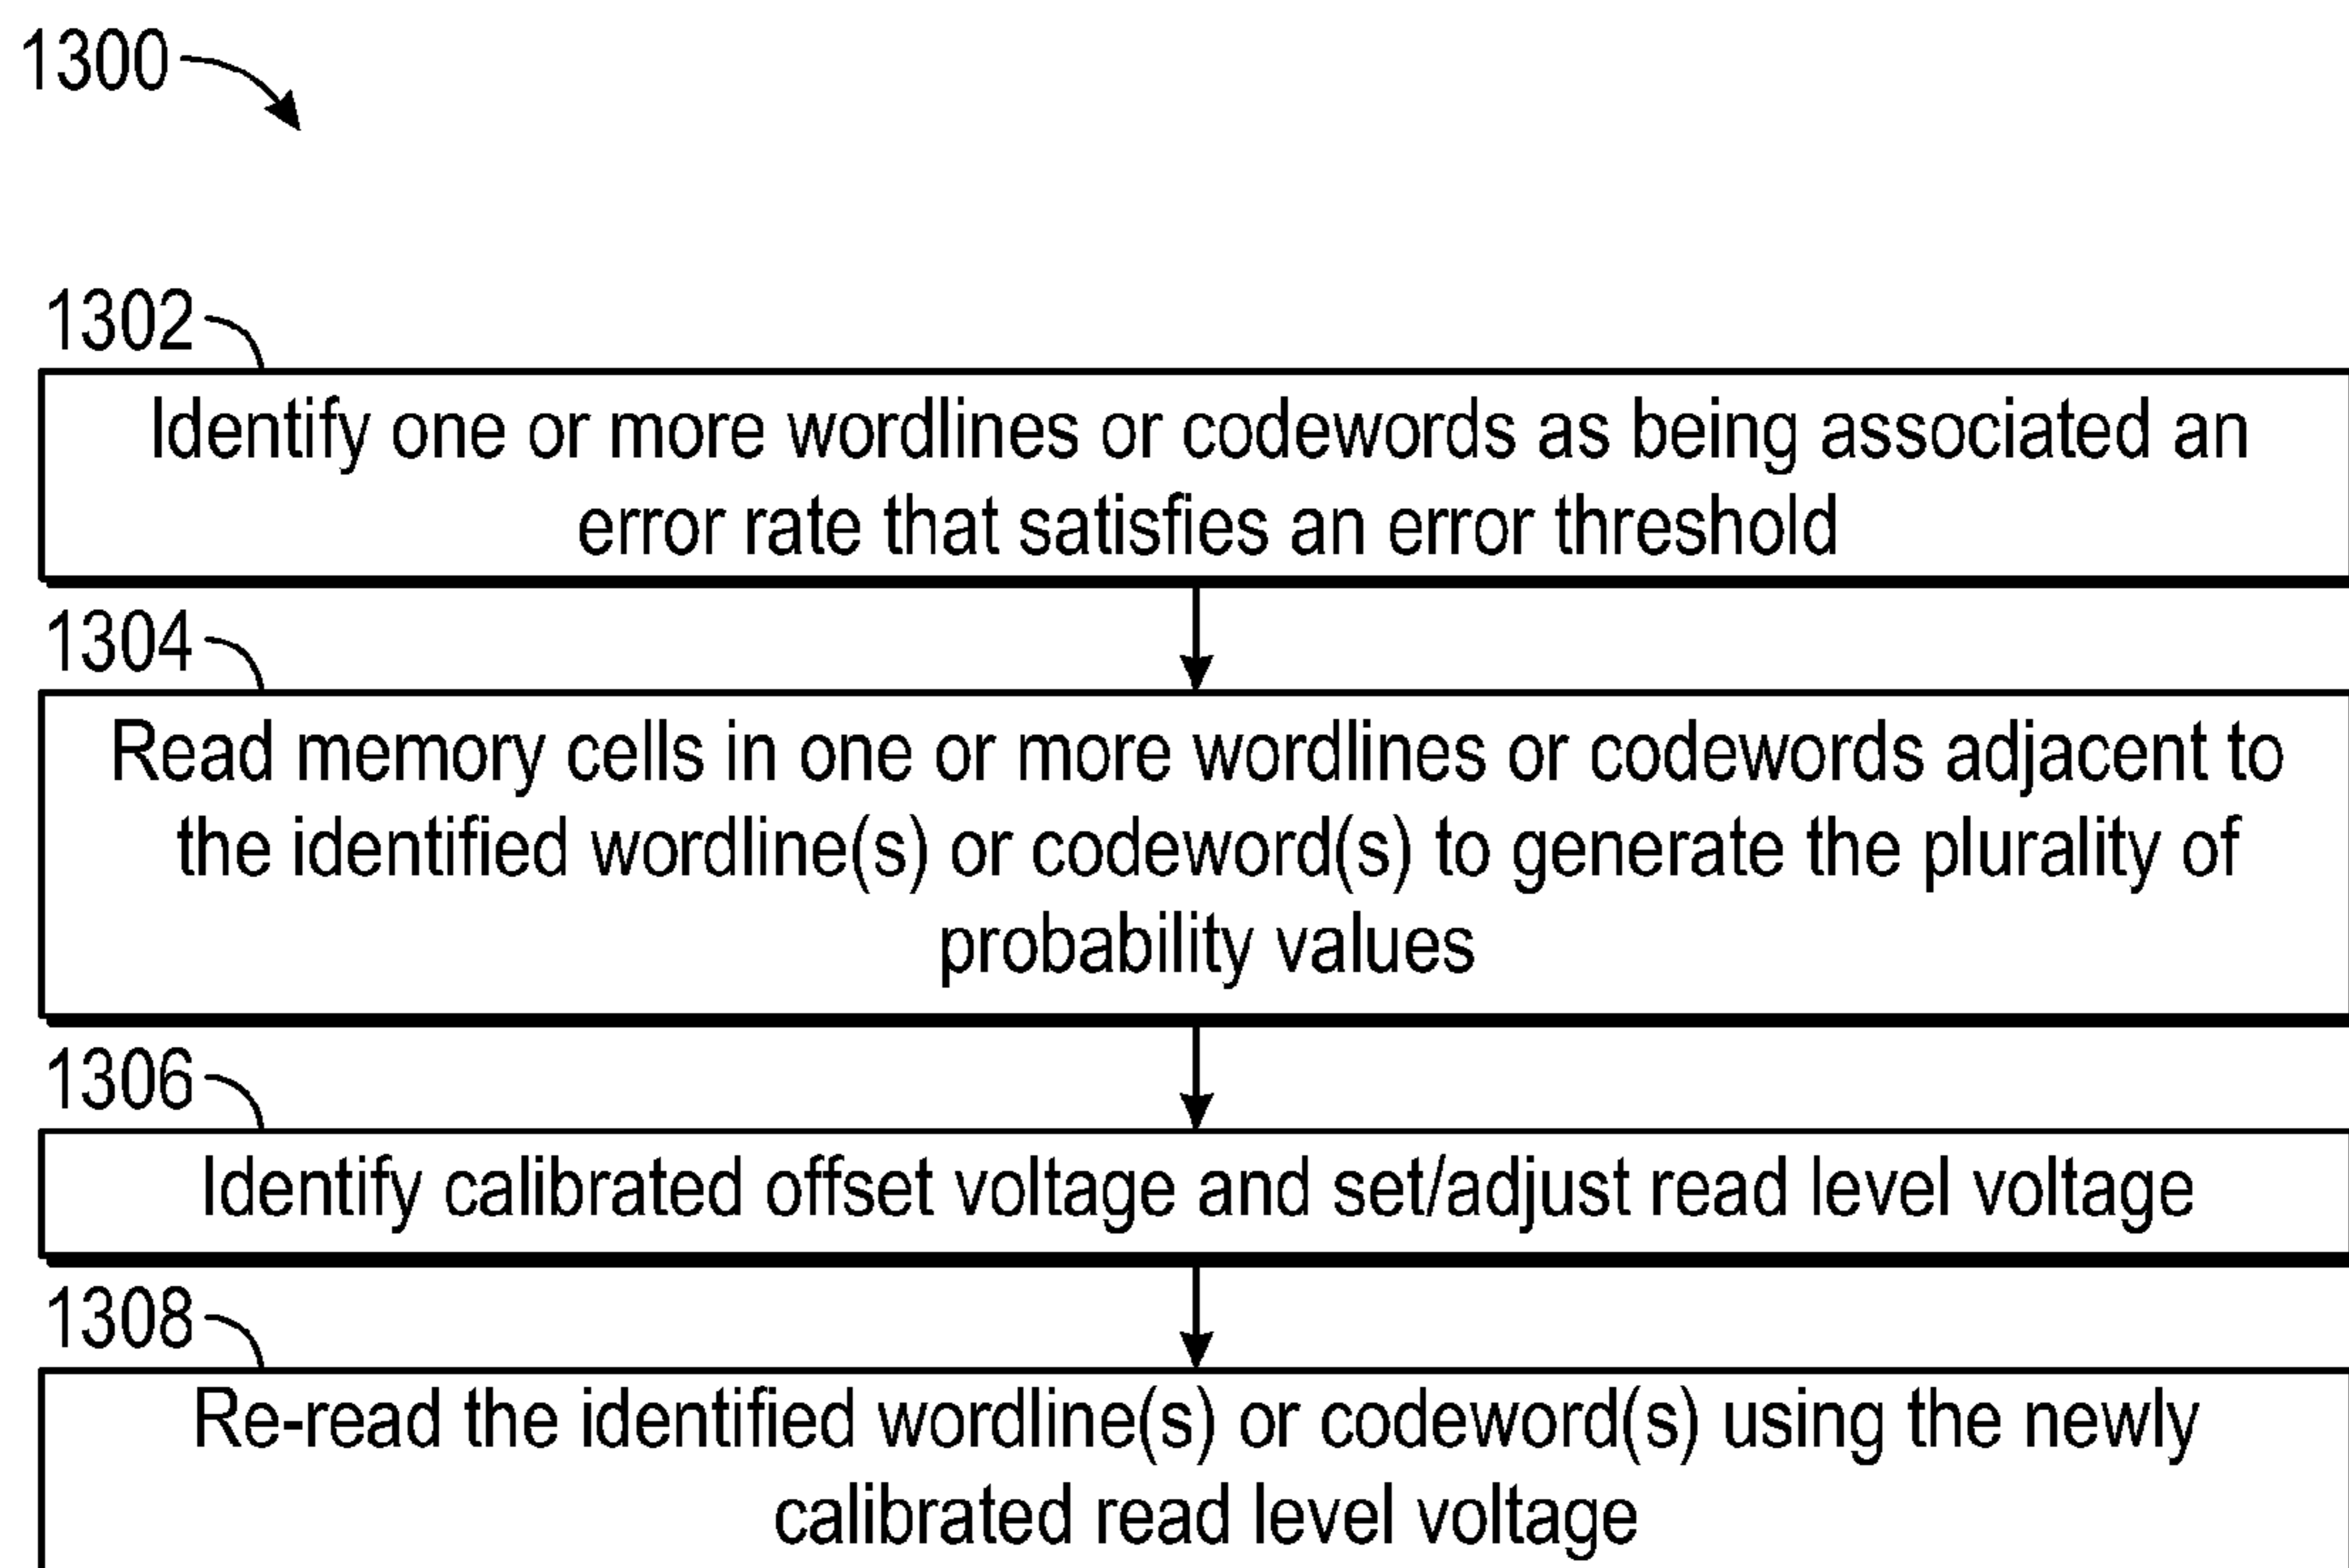 1300
1302
Identify one or more wordlines or codewords as being associated an
error rate that satisfies an error threshold
1304
Read memory cells in one or more wordlines or codewords adjacent to
the identified wordline(s) or codeword(s) to generate the plurality of
probability values
1306
Identify calibrated offset voltage and set/adjust read level voltage
1308
Re-read the identified wordline(s) or codeword(s) using the newly
calibrated read level voltage